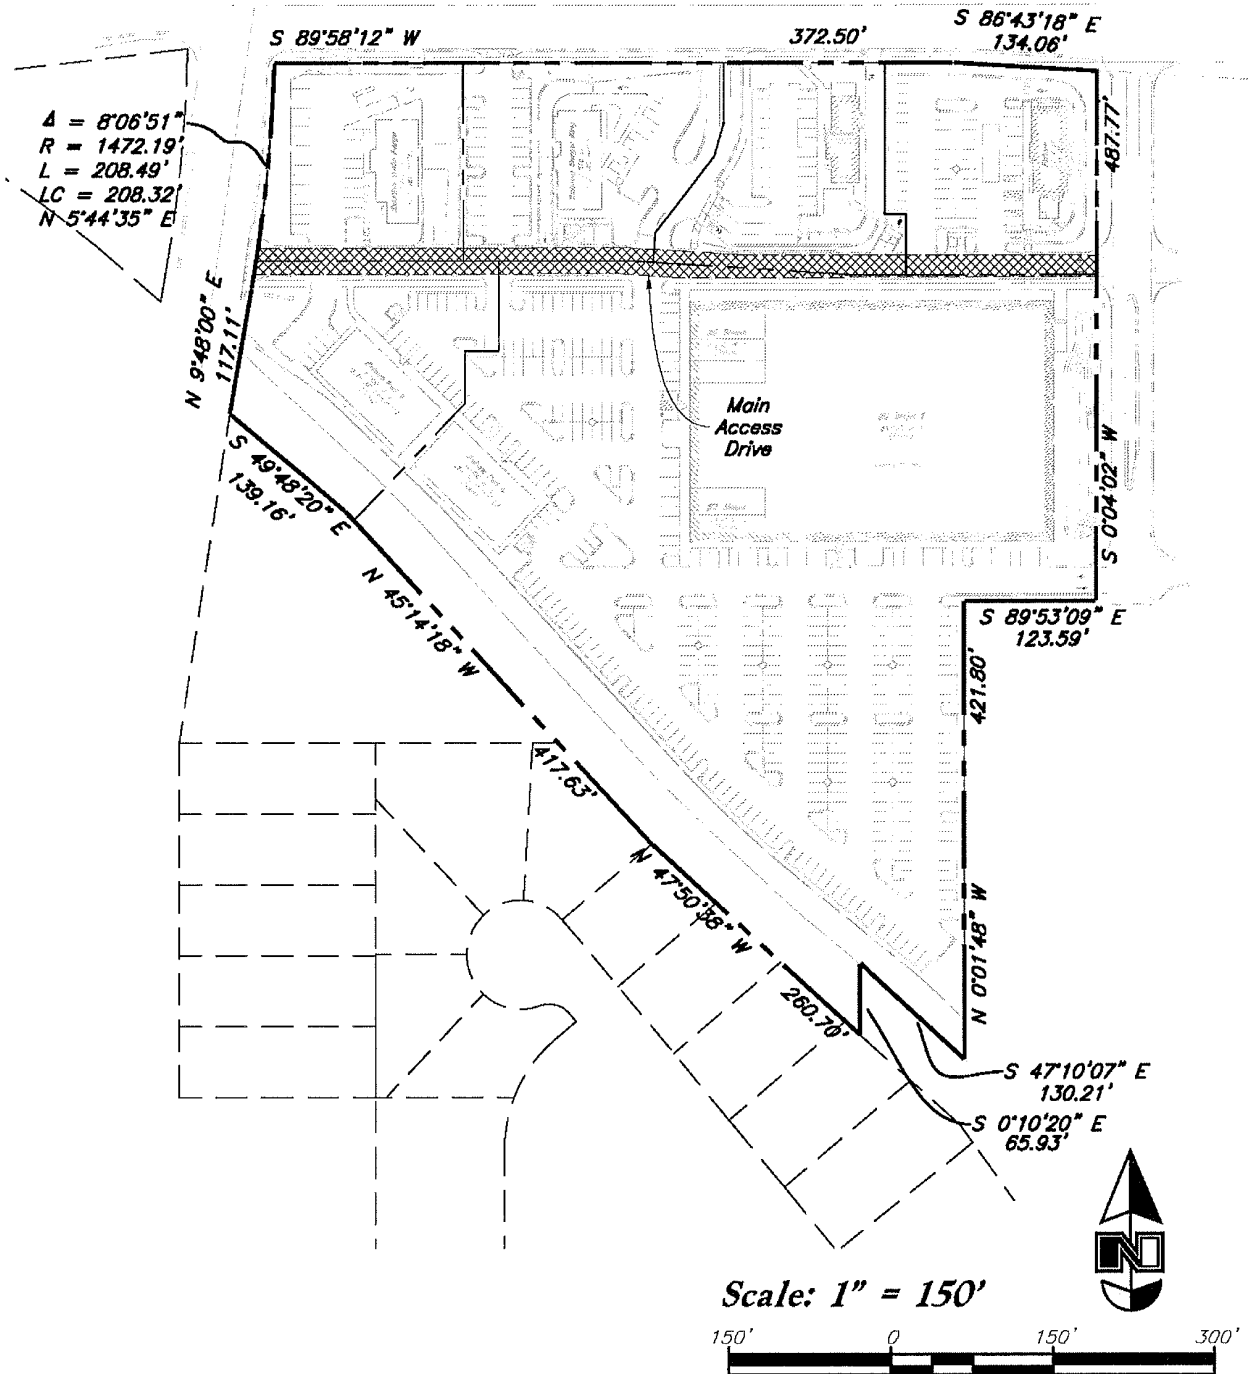 S 89°58'12" W
372.50'
S 86°43'18" E
134.06'
Δ = 8°06'51"
R = 1472.19'
L = 208.49'
LC = 208.32'
N 5°44'35" E
487.77'
N 9°48'00" E
117.11'
Main
Access
Drive
S 0°04'02" W
S 49°48'20" E
139.16'
N 45°14'18" W
417.63'
S 89°53'09" E
123.59'
421.80'
N 0°01'48" W
N 47°50'38" W
260.70'
S 47°10'07" E
130.21'
S 0°10'20" E
65.93'
N
Scale: 1" = 150'
150' 0 150' 300'